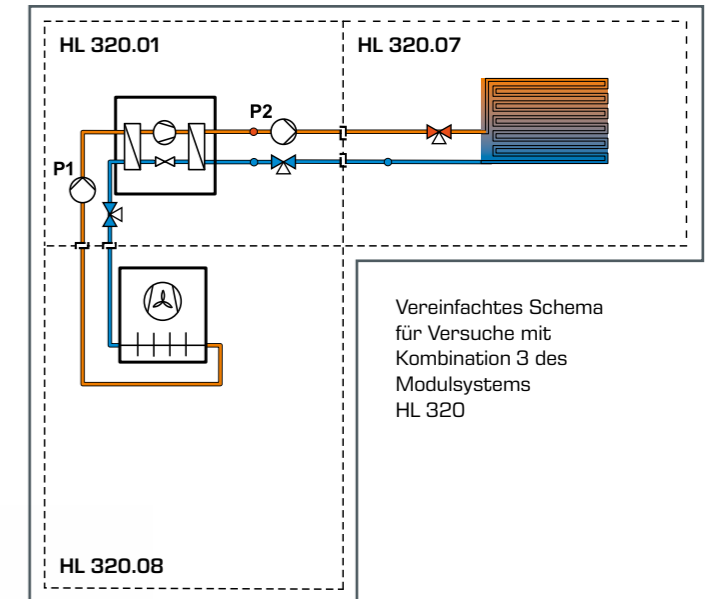 HL 320.01
HL 320.07
P2
P1
Vereinfachtes Schema
für Versuche mit
Kombination 3 des
Modulsystems
HL 320
HL 320.08